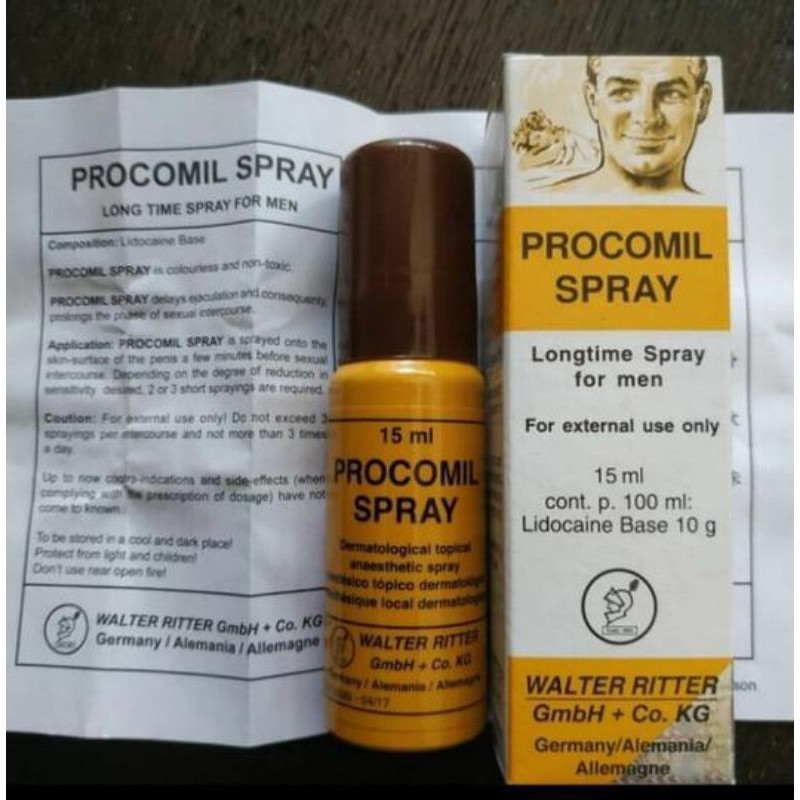 PROCOMIL SPRAY
LONG TIME SPRAY FOR MEN
Composition: Lidocaine Base
PROCOMIL SPRAY is colourless and non-toxic.
PROCOMIL SPRAY delays ejaculation and consequently
prolongs the phase of sexual intercourse.
Application: PROCOMIL SPRAY is sprayed onto the
skin-surface of the penis a few minutes before sexual
intercourse. Depending on the degree of reduction in
sensitivity desired, 2 or 3 short sprayings are required.
Coution: For external use only! Do not exceed 3
sprayings per intercourse and not more than 3 times
a day.
Up to now contra-indications and side-effects (when
complying with the prescription of dosage) have not
come to known.
To be stored in a cool and dark place!
Protect from light and children!
Don't use near open fire!
WALTER RITTER GmbH + Co. KG
Germany / Alemania / Allemagne
15 ml
PROCOMIL
SPRAY
Dermatological topical
anaesthetic spray
tópico dermatológ
local dermatolog
WALTER RITTER
GmbH + Co. KG
/ Alemania / Allemagne
04/17
PROCOMIL
SPRAY
Longtime Spray
for men
For external use only
15 ml
cont. p. 100 ml:
Lidocaine Base 10 g
WALTER RITTER
GmbH + Co. KG
Germany/Alemania/
Allemagne